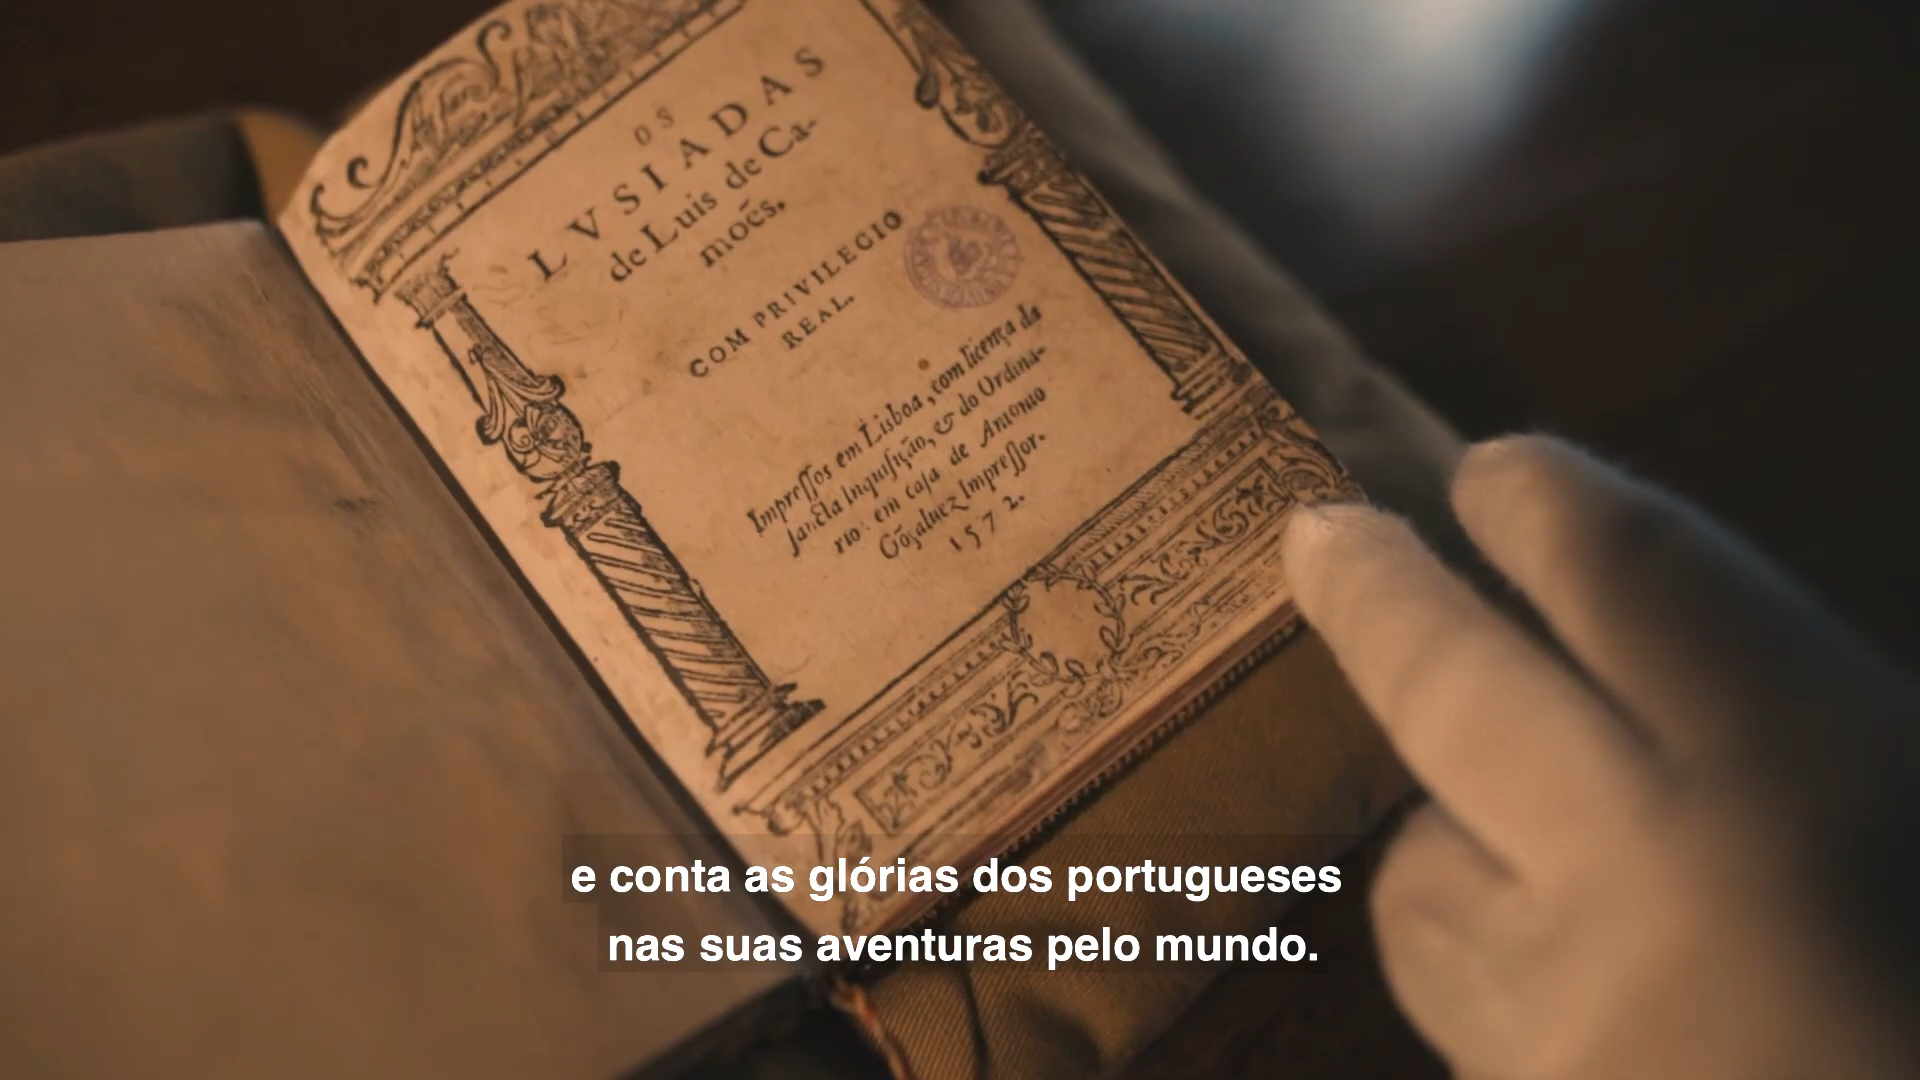 OS
LVSIADAS
de Luis de Ca-
moẽs.
COM PRIVILEGIO
REAL.
Impreſſos em Lisboa, com licença da
ſancta Inquiſição, & do Ordina-
rio: em caſa de Antonio
Gõçaluez Impreſſor.
1572.
e conta as glórias dos portugueses
nas suas aventuras pelo mundo.